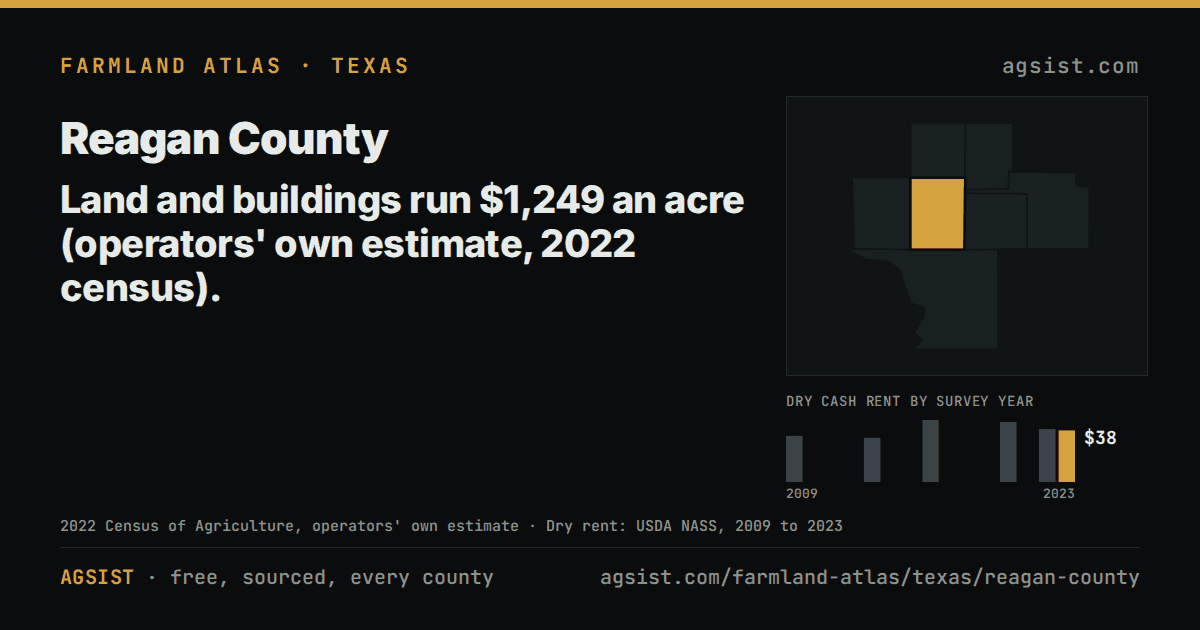 FARMLAND ATLAS · TEXAS
agsist.com
Reagan County
Land and buildings run $1,249 an acre
(operators' own estimate, 2022
census).
DRY CASH RENT BY SURVEY YEAR
$38
2009
2023
2022 Census of Agriculture, operators' own estimate · Dry rent: USDA NASS, 2009 to 2023
AGSIST · free, sourced, every county
agsist.com/farmland-atlas/texas/reagan-county